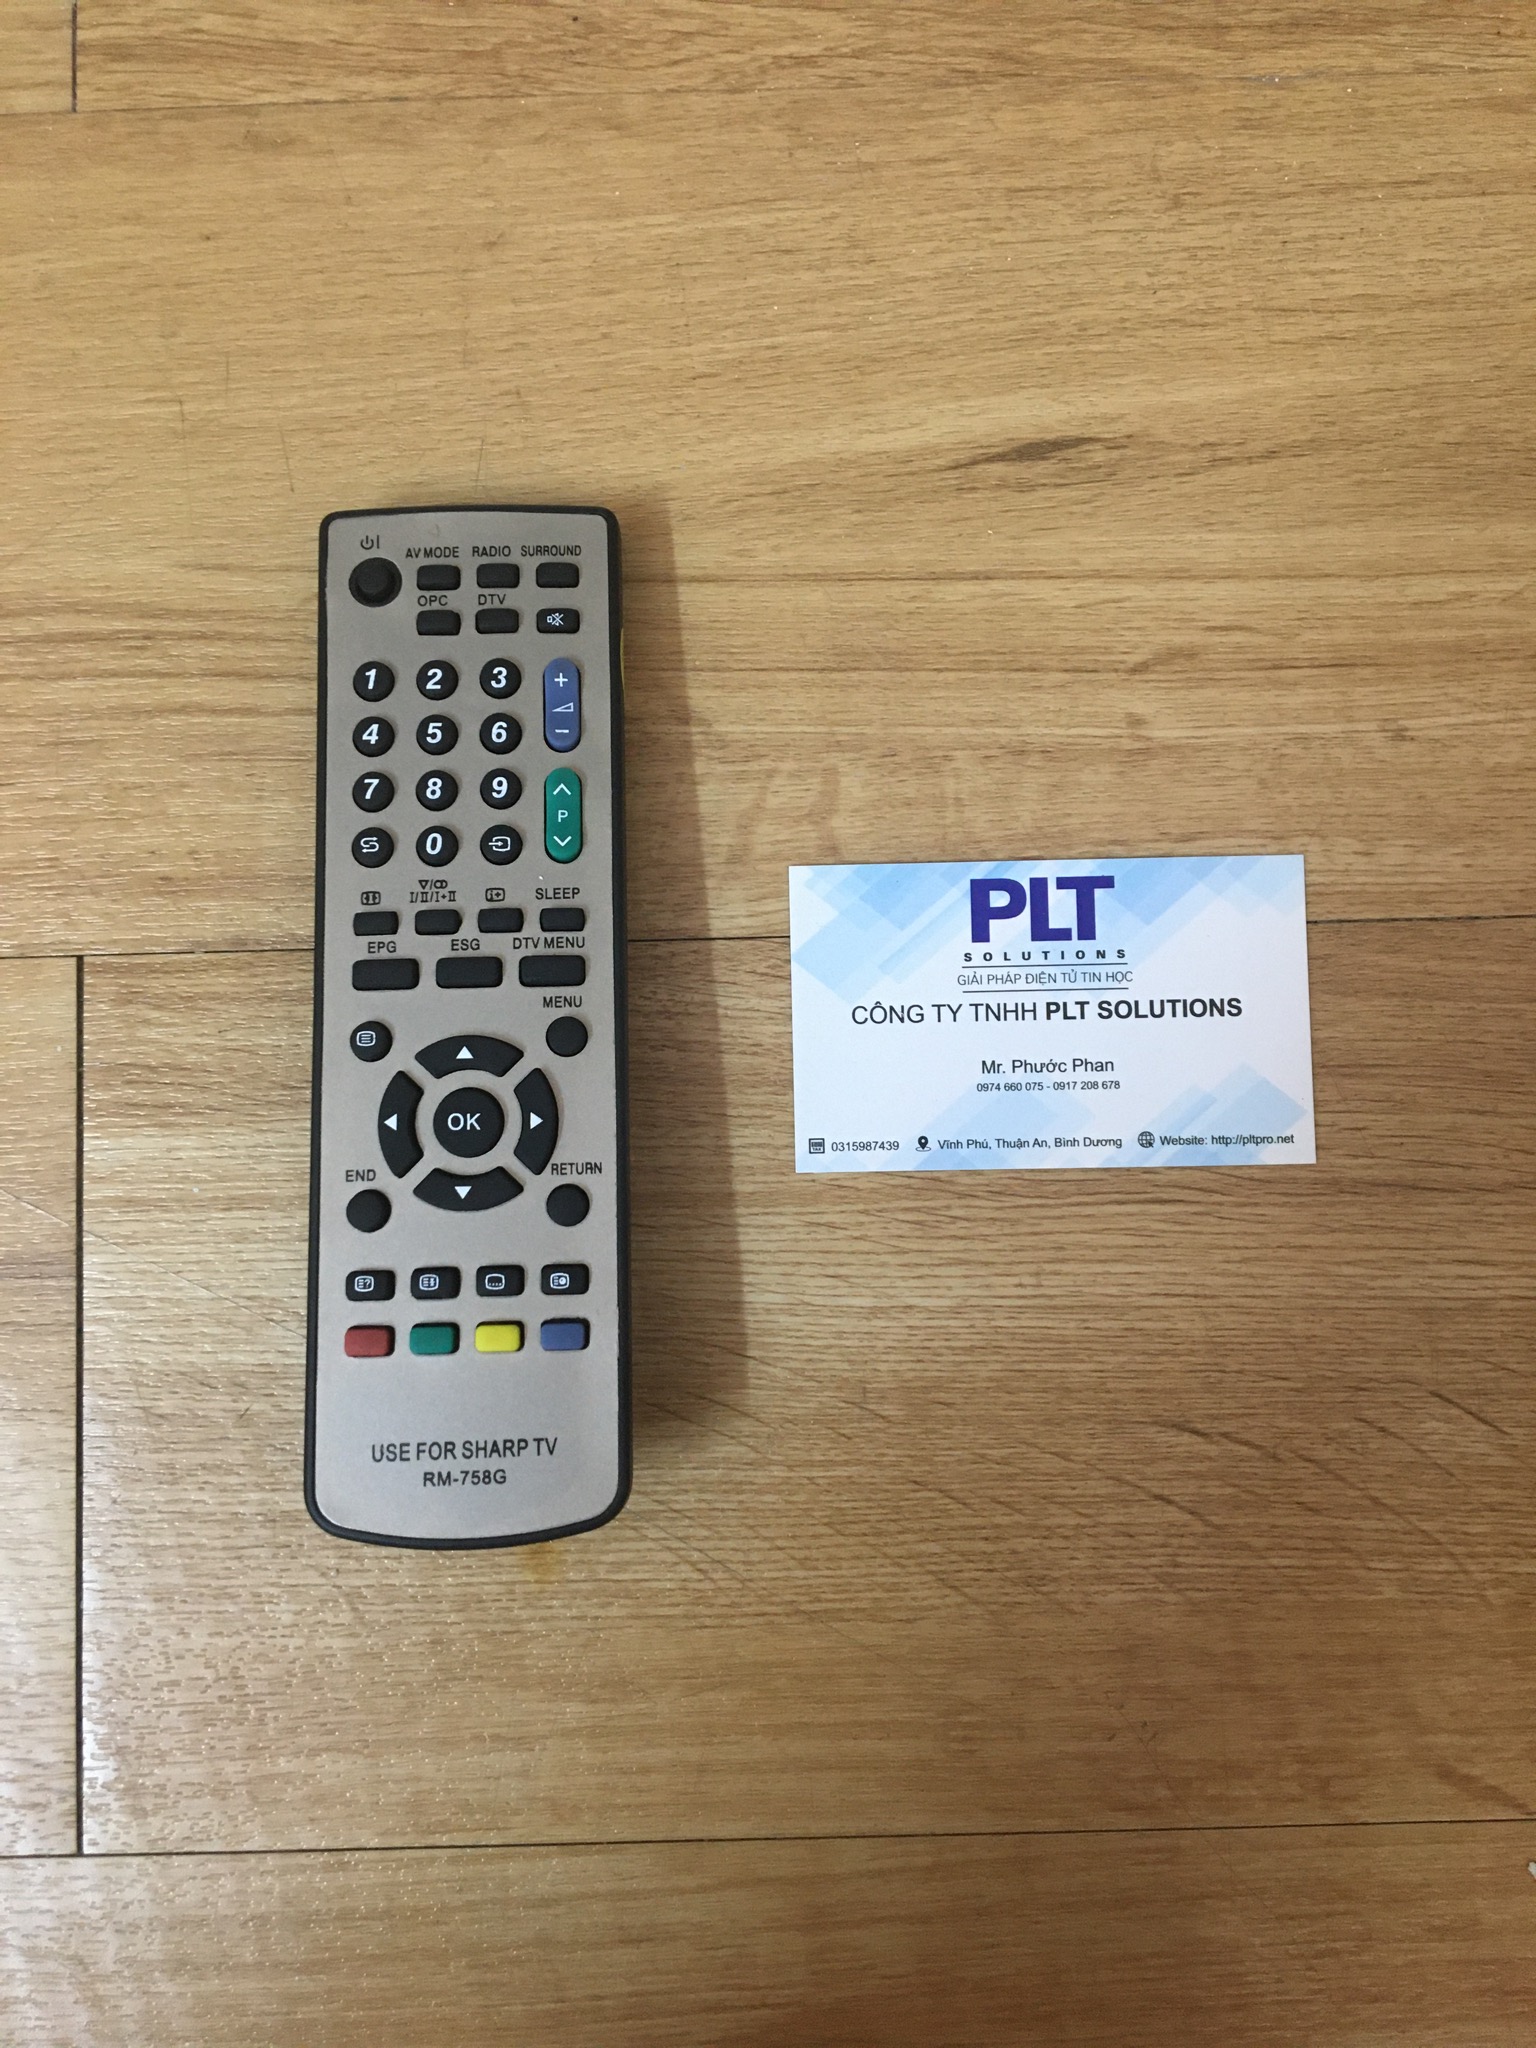 AV MODE RADIO SURROUND
OPC DTV
1 2 3 +
4 5 6 −
7 8 9 P
0
∇/
I/II/I+II SLEEP
EPG ESG DTV MENU
MENU
OK
END RETURN
USE FOR SHARP TV
RM-758G
PLT
SOLUTIONS
GIẢI PHÁP ĐIỆN TỬ TIN HỌC
CÔNG TY TNHH PLT SOLUTIONS
Mr. Phước Phan
0974 660 075 - 0917 208 678
0315987439 Vĩnh Phú, Thuận An, Bình Dương Website: http://pltpro.net